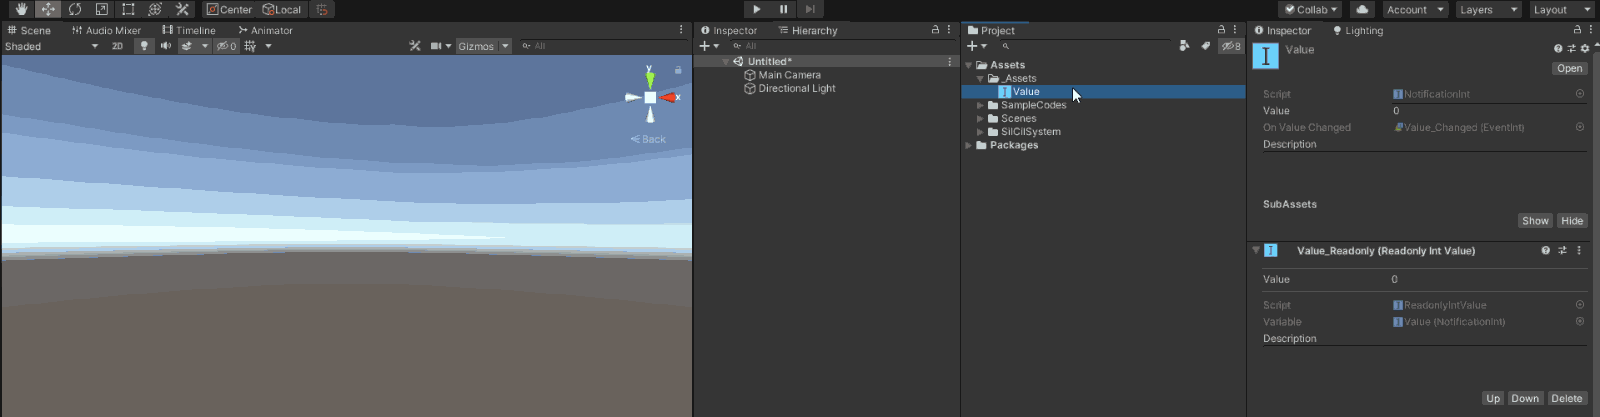 Center Local Collab Account Layers Layout
Scene Audio Mixer Timeline Animator
Shaded 2D 0 Gizmos All
y
x
Back
Inspector Hierarchy
All
Untitled*
Main Camera
Directional Light
Project
8
Assets
_Assets
Value
SampleCodes
Scenes
SilCilSystem
Packages
Inspector Lighting
Value
Open
Script NotificationInt
Value 0
On Value Changed Value_Changed (EventInt)
Description
SubAssets
Show Hide
Value_Readonly (Readonly Int Value)
Value 0
Script ReadonlyIntValue
Variable Value (NotificationInt)
Description
Up Down Delete